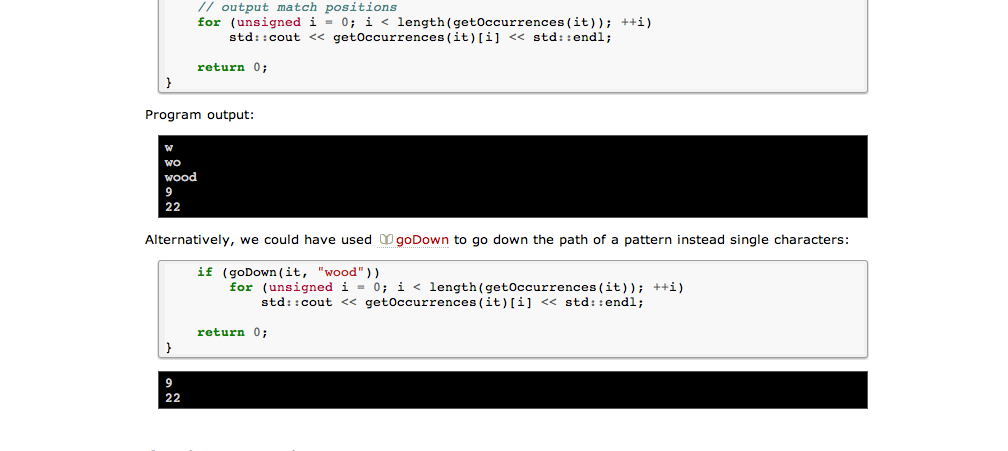 // output match positions
for (unsigned i = 0; i < length(getOccurrences(it)); ++i)
std::cout << getOccurrences(it)[i] << std::endl;
return 0;
}
Program output:
w
wo
wood
9
22
Alternatively, we could have used goDown to go down the path of a pattern instead single characters:
if (goDown(it, "wood"))
for (unsigned i = 0; i < length(getOccurrences(it)); ++i)
std::cout << getOccurrences(it)[i] << std::endl;
return 0;
}
9
22